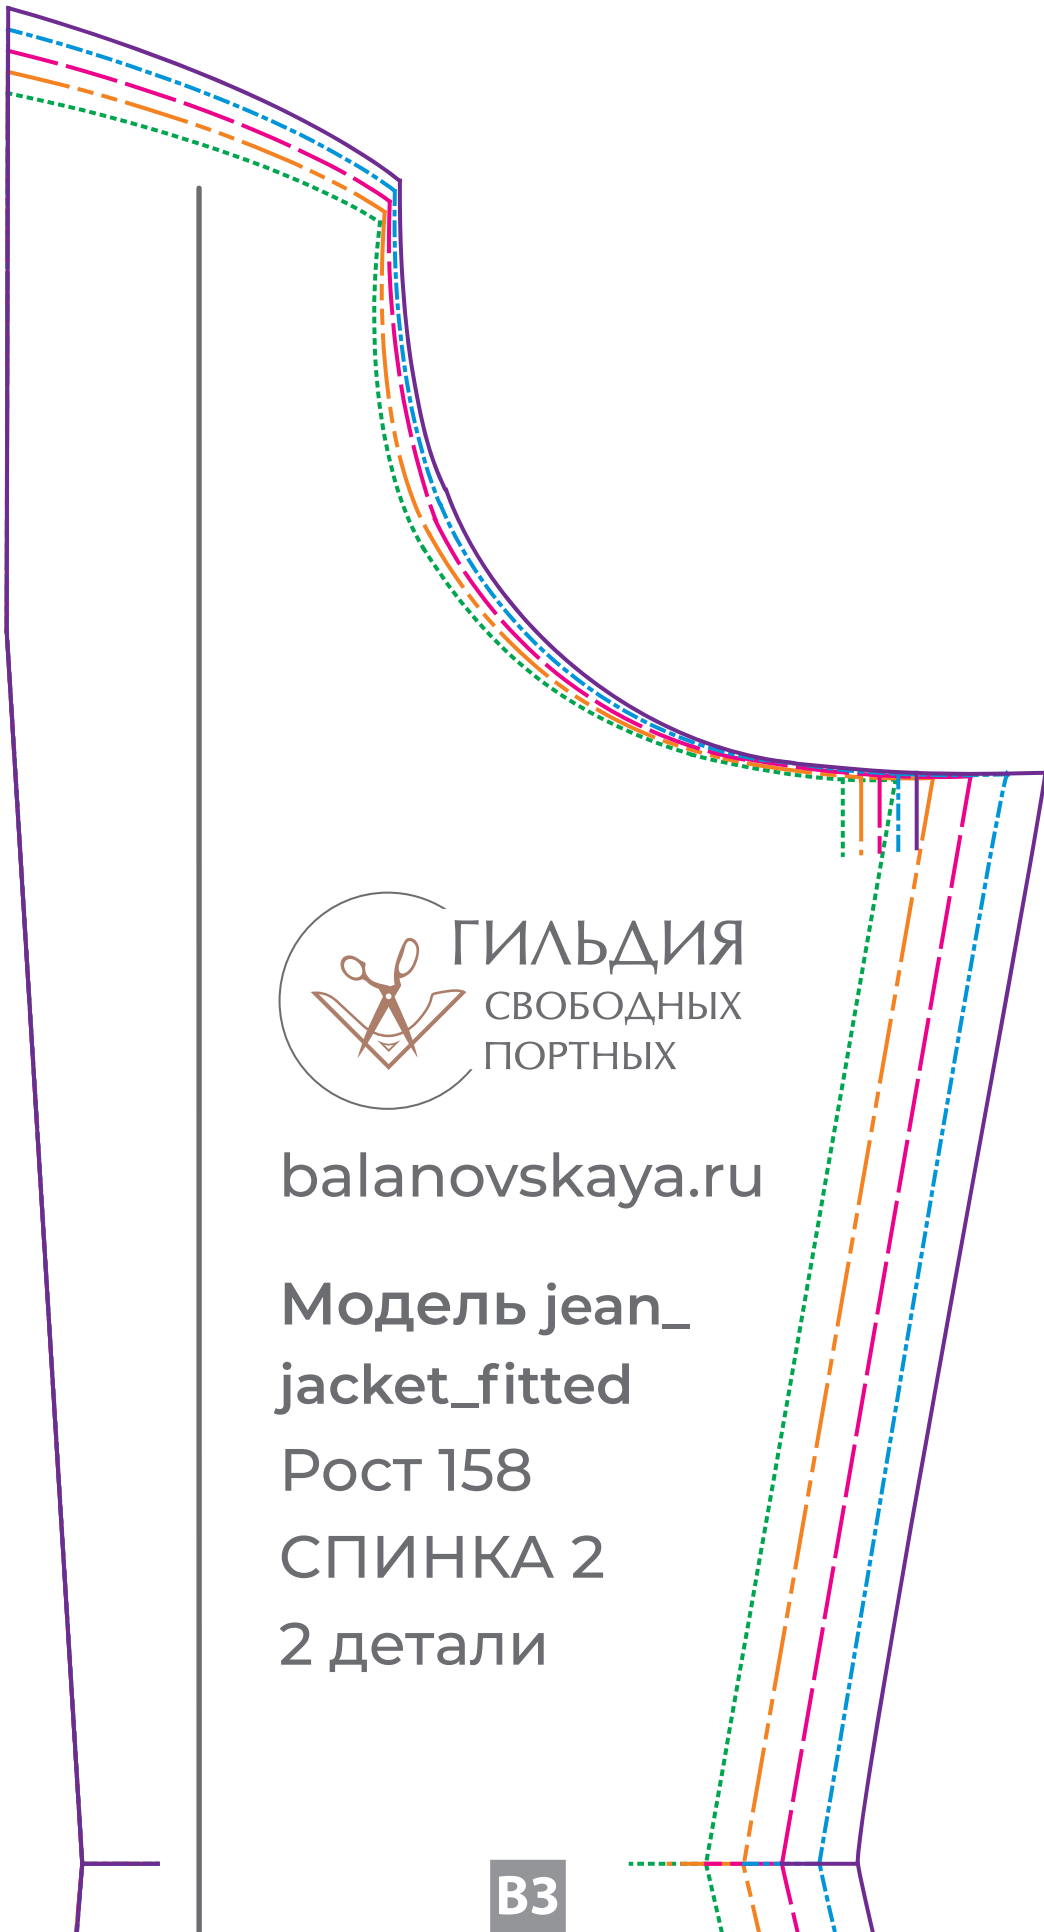 ГИЛЬДИЯ
СВОБОДНЫХ
ПОРТНЫХ
balanovskaya.ru
Модель jean_
jacket_fitted
Рост 158
СПИНКА 2
2 детали
B3